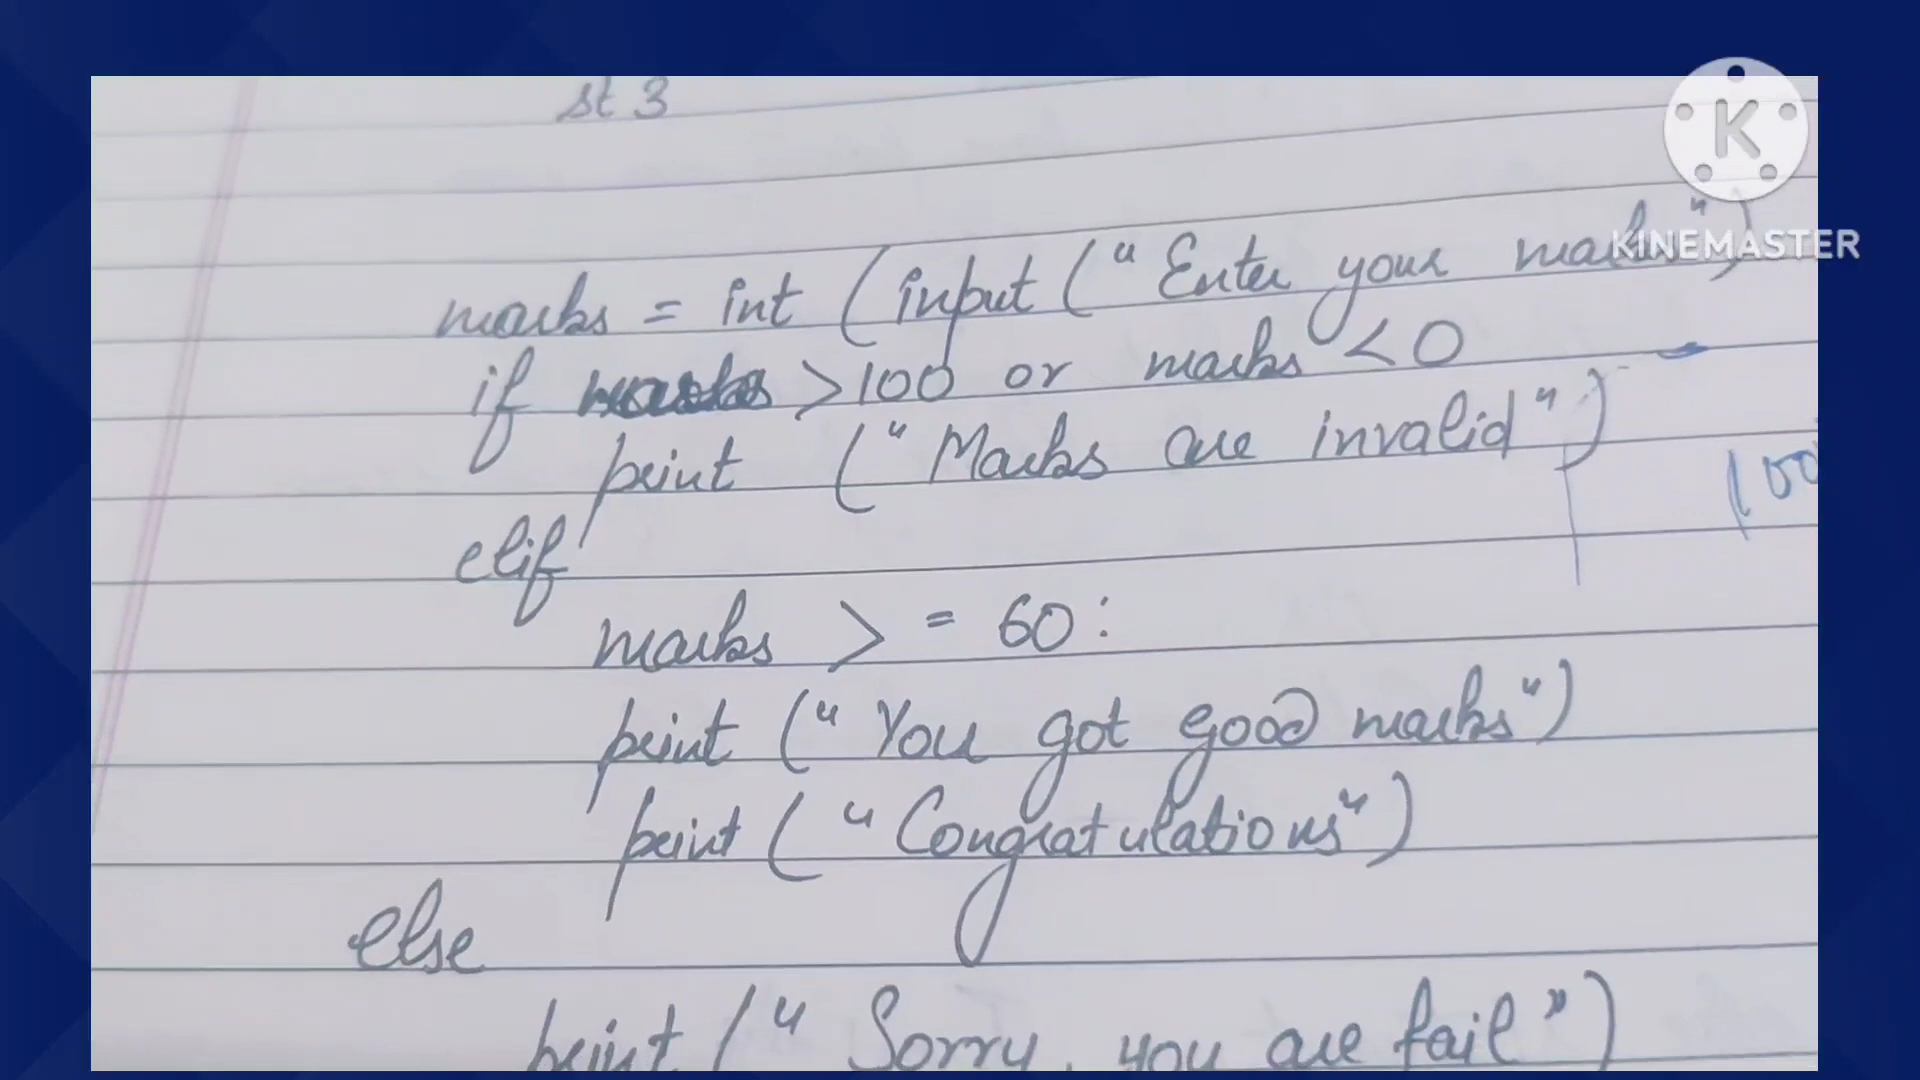 st 3
K
KINEMASTER
marks = int (input ("Enter your marks")
if marks >100 or marks <0
print ("Marks are invalid")
100
elif
marks > = 60:
print ("You got good marks")
print ("Congratulations")
else
print ("Sorry, you are fail")